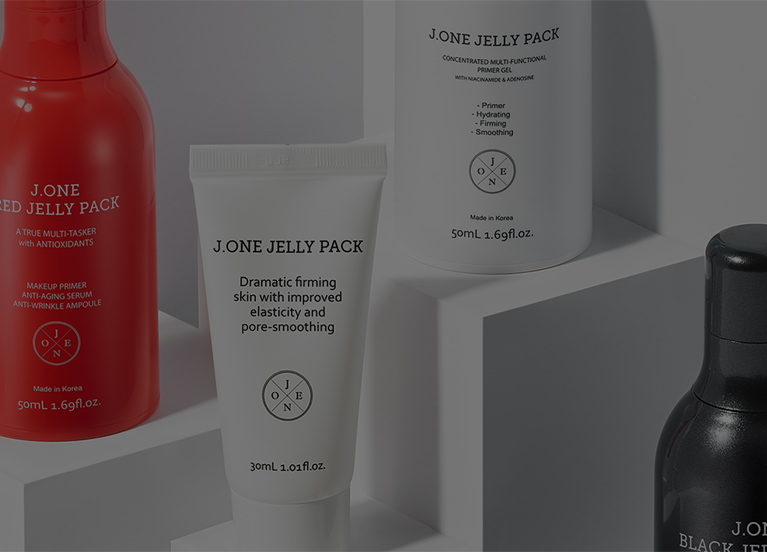 J.ONE
RED JELLY PACK
A TRUE MULTI-TASKER
with ANTIOXIDANTS
MAKEUP PRIMER
ANTI-AGING SERUM
ANTI-WRINKLE AMPOULE
J
O E
N
Made in Korea
50mL 1.69fl.oz.
J.ONE JELLY PACK
Dramatic firming
skin with improved
elasticity and
pore-smoothing
J
O E
N
30mL 1.01fl.oz.
J.ONE JELLY PACK
CONCENTRATED MULTI-FUNCTIONAL
PRIMER GEL
WITH NIACINAMIDE & ADENOSINE
- Primer
- Hydrating
- Firming
- Smoothing
J
O E
N
Made in Korea
50mL 1.69fl.oz.
J.ON
BLACK JE